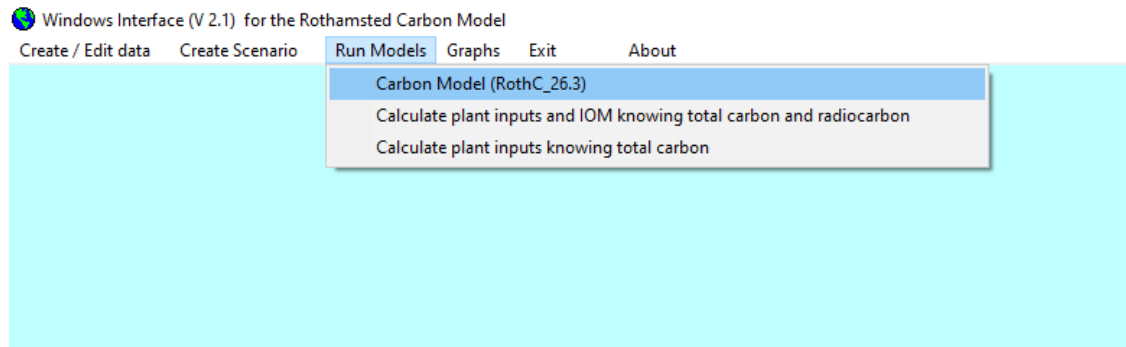 Windows Interface (V 2.1) for the Rothamsted Carbon Model
Create / Edit data Create Scenario Run Models Graphs Exit About
Carbon Model (RothC_26.3)
Calculate plant inputs and IOM knowing total carbon and radiocarbon
Calculate plant inputs knowing total carbon